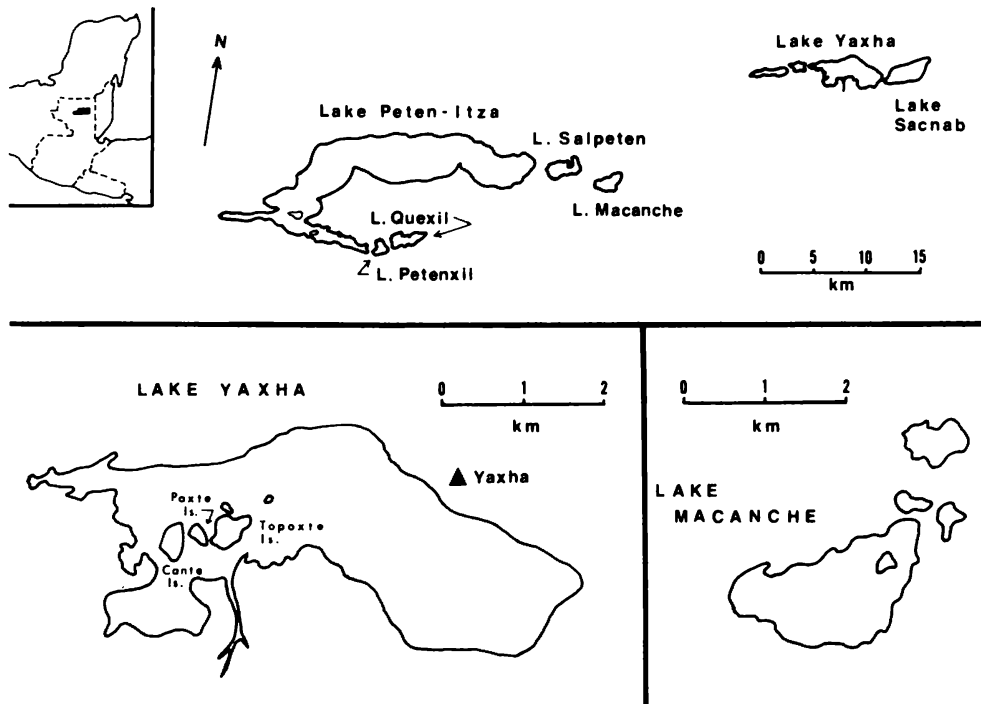 N
Lake Peten-Itza
L. Salpeten
L. Macanche
L. Quexil
L. Petenxil
Lake Yaxha
Lake
Sacnab
0 5 10 15
km
LAKE YAXHA
0 1 2
km
Yaxha
Paxte
Is.
Topoxte
Is.
Cante
Is.
0 1 2
km
LAKE
MACANCHE